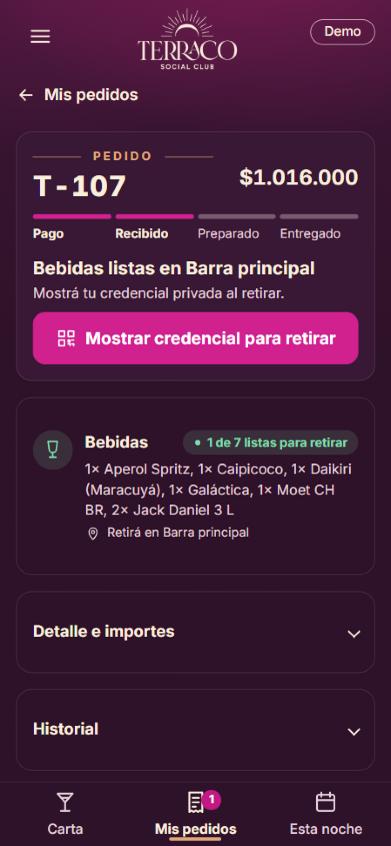 TERRACO
SOCIAL CLUB
Demo
← Mis pedidos
PEDIDO
T-107
$1.016.000
Pago Recibido Preparado Entregado
Bebidas listas en Barra principal
Mostrá tu credencial privada al retirar.
Mostrar credencial para retirar
Bebidas
• 1 de 7 listas para retirar
1× Aperol Spritz, 1× Caipicoco, 1× Daikiri
(Maracuyá), 1× Galáctica, 1× Moet CH
BR, 2× Jack Daniel 3 L
Retirá en Barra principal
Detalle e importes
Historial
1
Carta Mis pedidos Esta noche